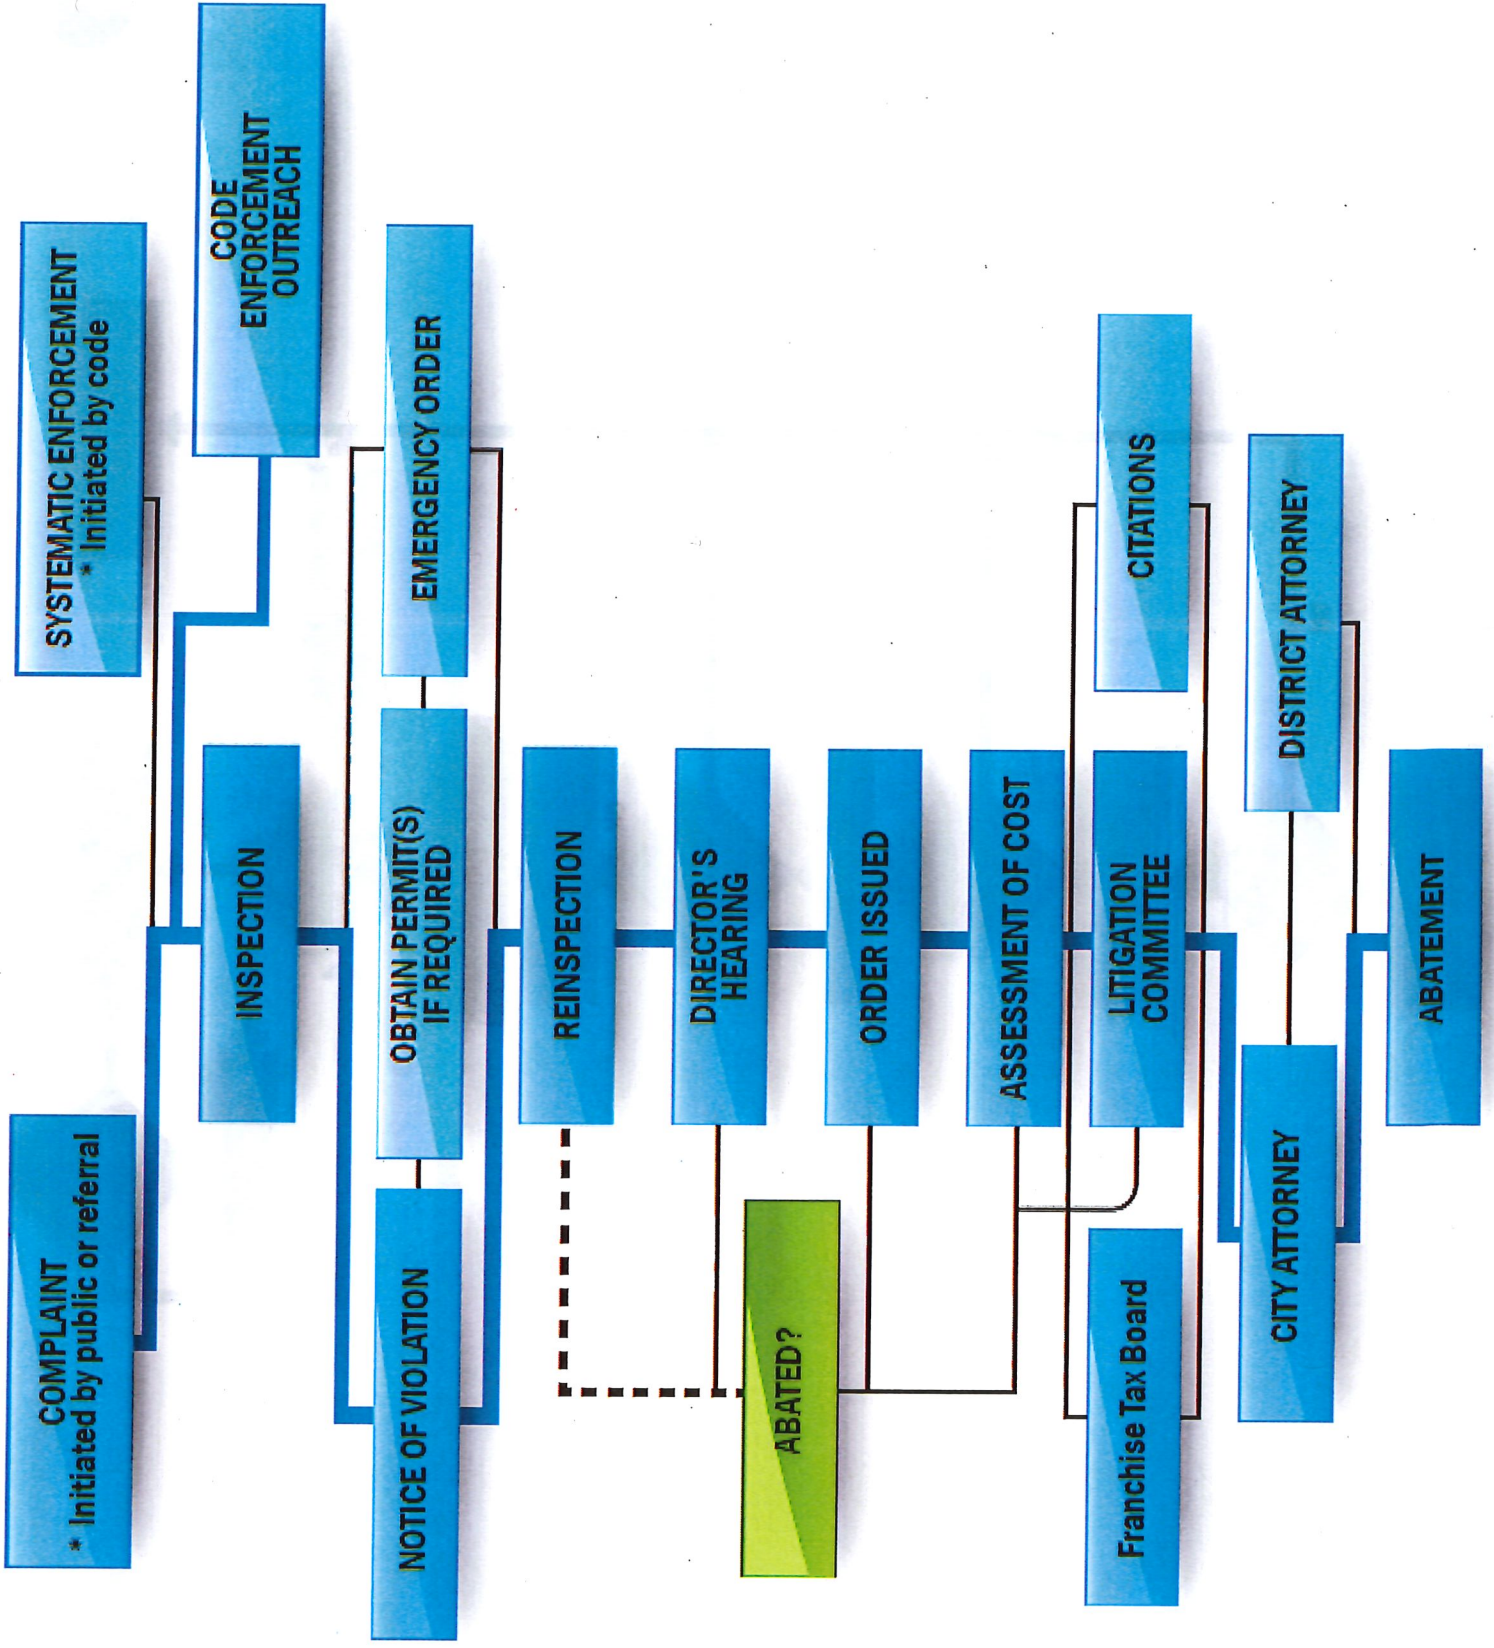 COMPLAINT
* Initiated by public or referral
SYSTEMATIC ENFORCEMENT
* Initiated by code
CODE
ENFORCEMENT
OUTREACH
INSPECTION
NOTICE OF VIOLATION
OBTAIN PERMIT(S)
IF REQUIRED
EMERGENCY ORDER
REINSPECTION
DIRECTOR'S
HEARING
ABATED?
ORDER ISSUED
ASSESSMENT OF COST
Franchise Tax Board
LITIGATION
COMMITTEE
CITATIONS
CITY ATTORNEY
DISTRICT ATTORNEY
ABATEMENT